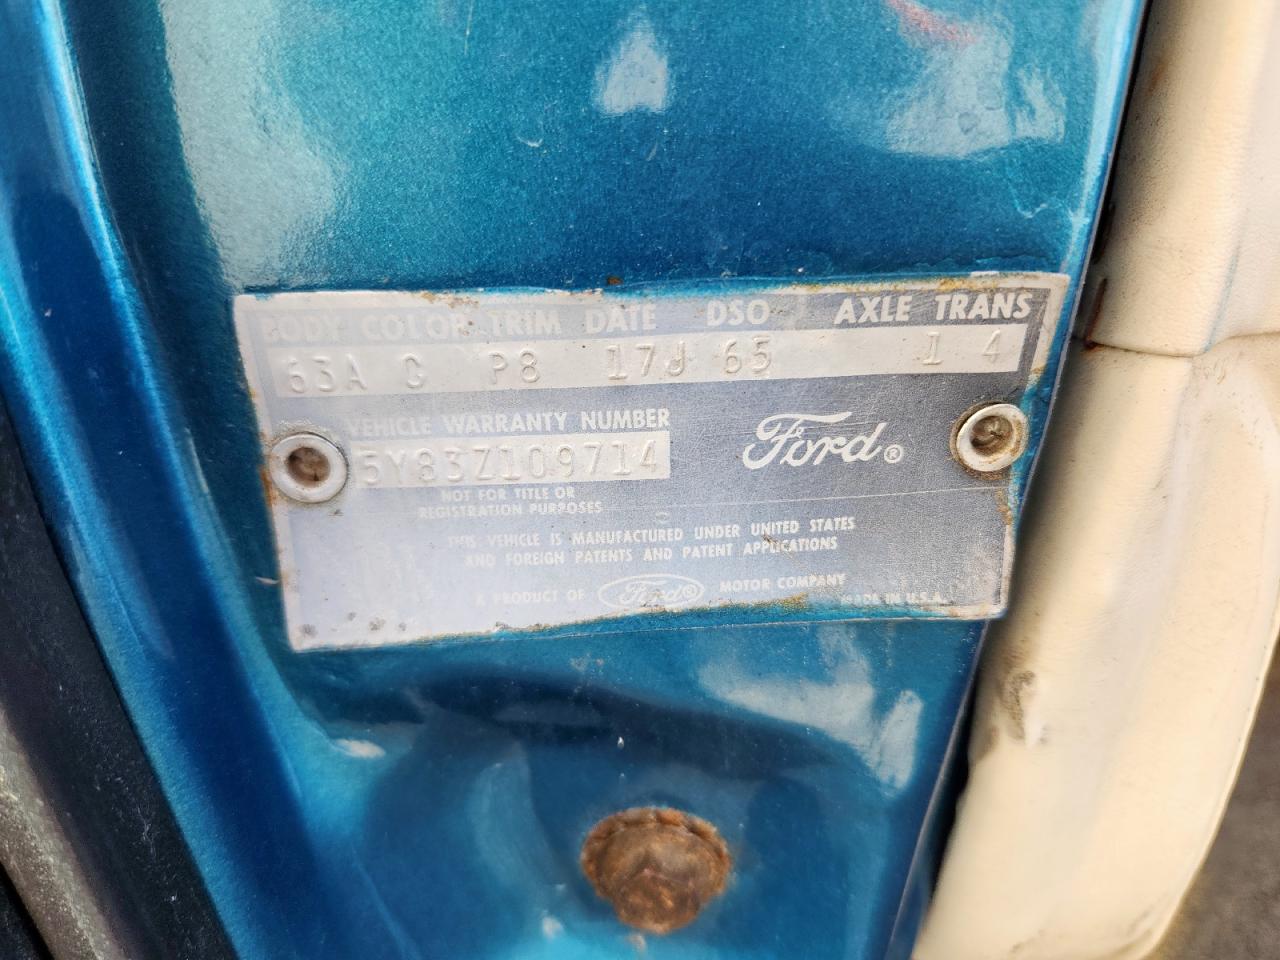 BODY COLOR TRIM DATE DSO AXLE TRANS
63A G P8 17J 65 1 4
VEHICLE WARRANTY NUMBER
5Y83Z109714
Ford®
NOT FOR TITLE OR
REGISTRATION PURPOSES
THIS VEHICLE IS MANUFACTURED UNDER UNITED STATES
AND FOREIGN PATENTS AND PATENT APPLICATIONS
A PRODUCT OF Ford® MOTOR COMPANY
MADE IN U.S.A.